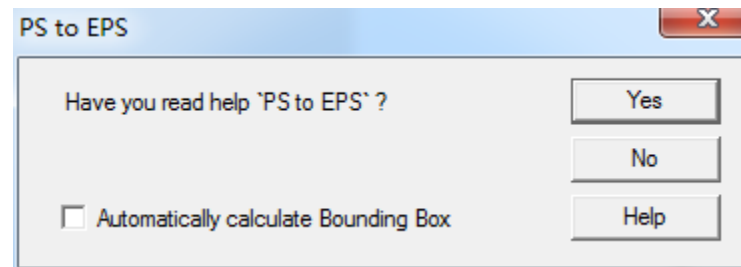 PS to EPS
Have you read help `PS to EPS` ?
Yes
No
Automatically calculate Bounding Box
Help